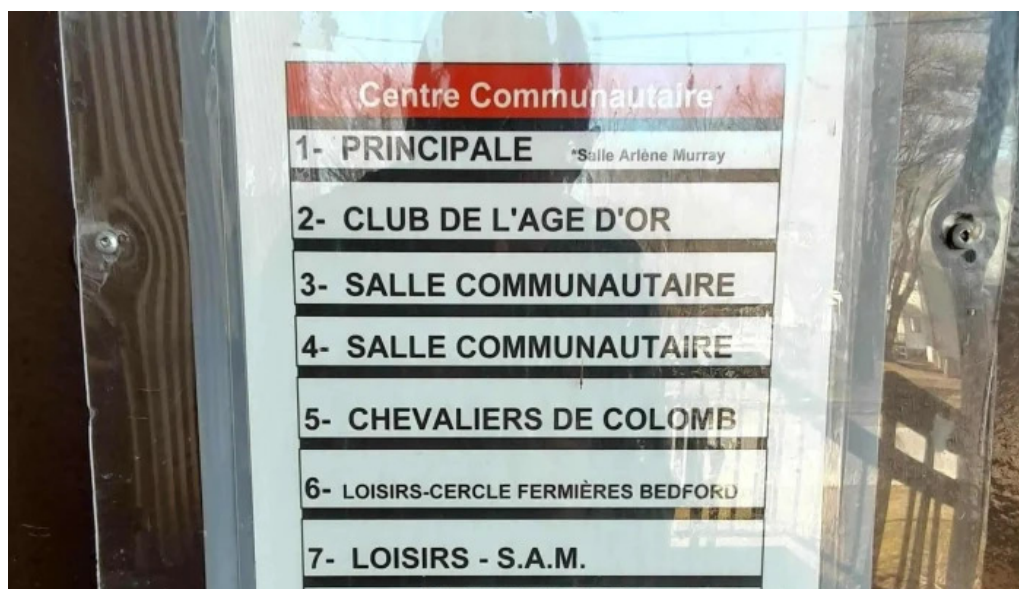 Centre Communautaire
1- PRINCIPALE *Salle Arlène Murray
2- CLUB DE L'AGE D'OR
3- SALLE COMMUNAUTAIRE
4- SALLE COMMUNAUTAIRE
5- CHEVALIERS DE COLOMB
6- LOISIRS-CERCLE FERMIÈRES BEDFORD
7- LOISIRS - S.A.M.